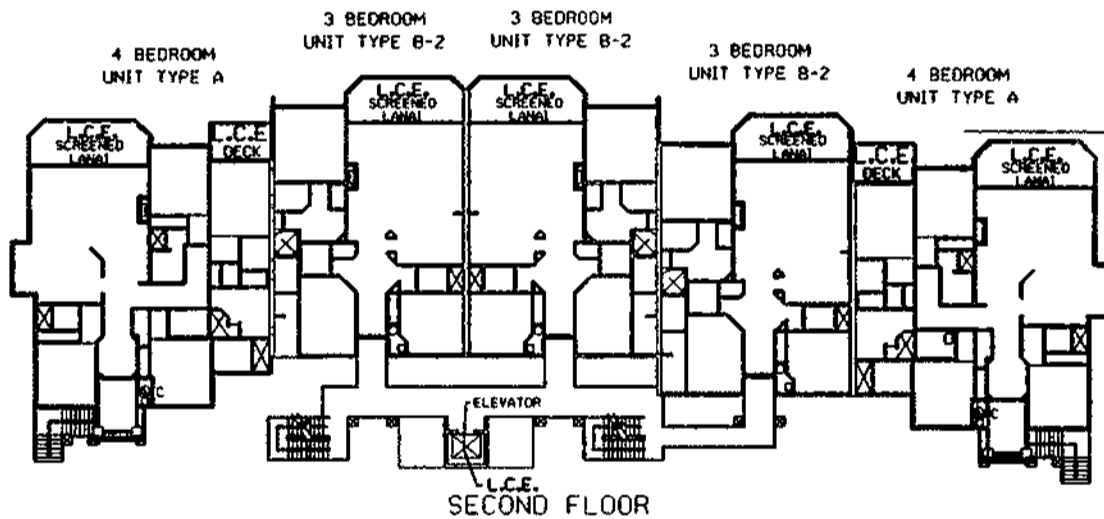 3 BEDROOM
UNIT TYPE B-2
3 BEDROOM
UNIT TYPE B-2
4 BEDROOM
UNIT TYPE A
3 BEDROOM
UNIT TYPE B-2
4 BEDROOM
UNIT TYPE A
L.C.E.
SCREENED
LANAI
L.C.E.
SCREENED
LANAI
L.C.E.
SCREENED
LANAI
L.C.E
DECK
L.C.E.
SCREENED
LANAI
L.C.E
DECK
L.C.E.
SCREENED
LANAI
ELEVATOR
L.C.E.
SECOND FLOOR